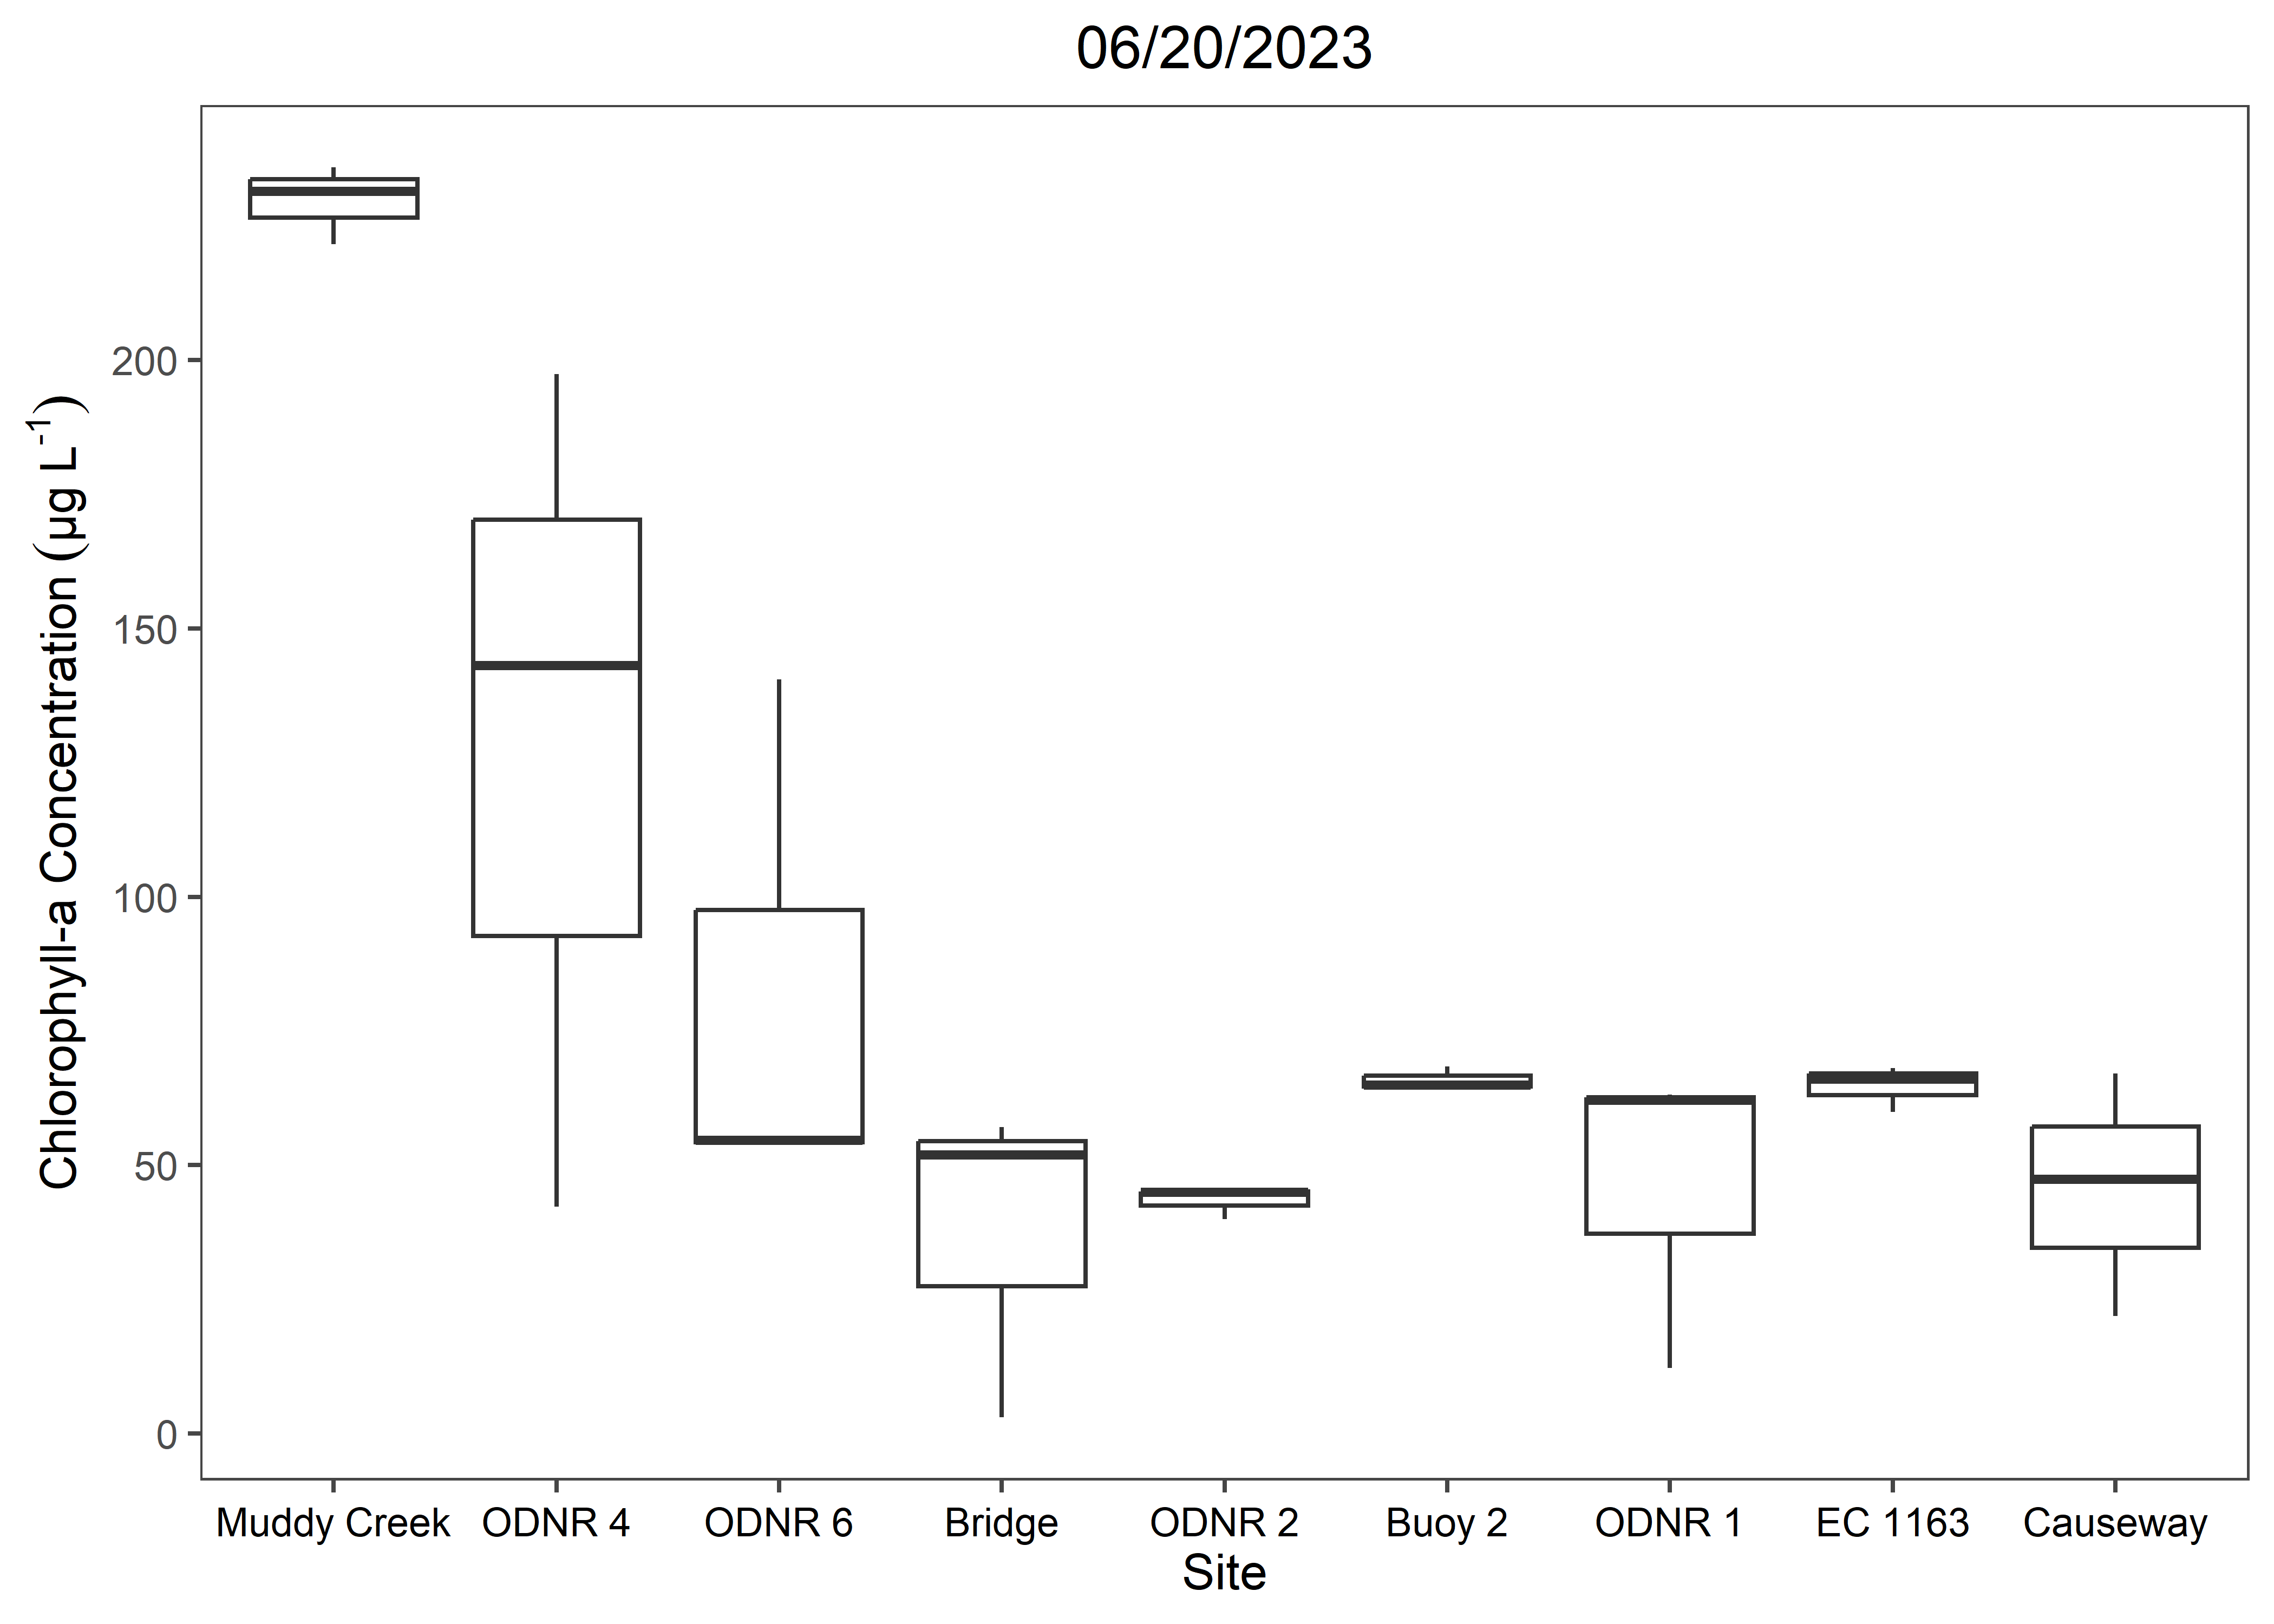 06/20/2023
Chlorophyll-a Concentration (µg L⁻¹)
200
150
100
50
0
Muddy Creek ODNR 4 ODNR 6 Bridge ODNR 2 Buoy 2 ODNR 1 EC 1163 Causeway
Site